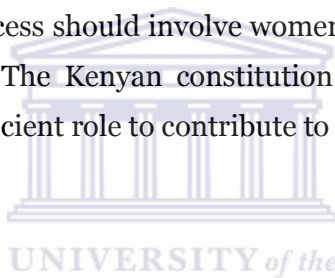 cess should involve women
The Kenyan constitution
cient role to contribute to
UNIVERSITY of the